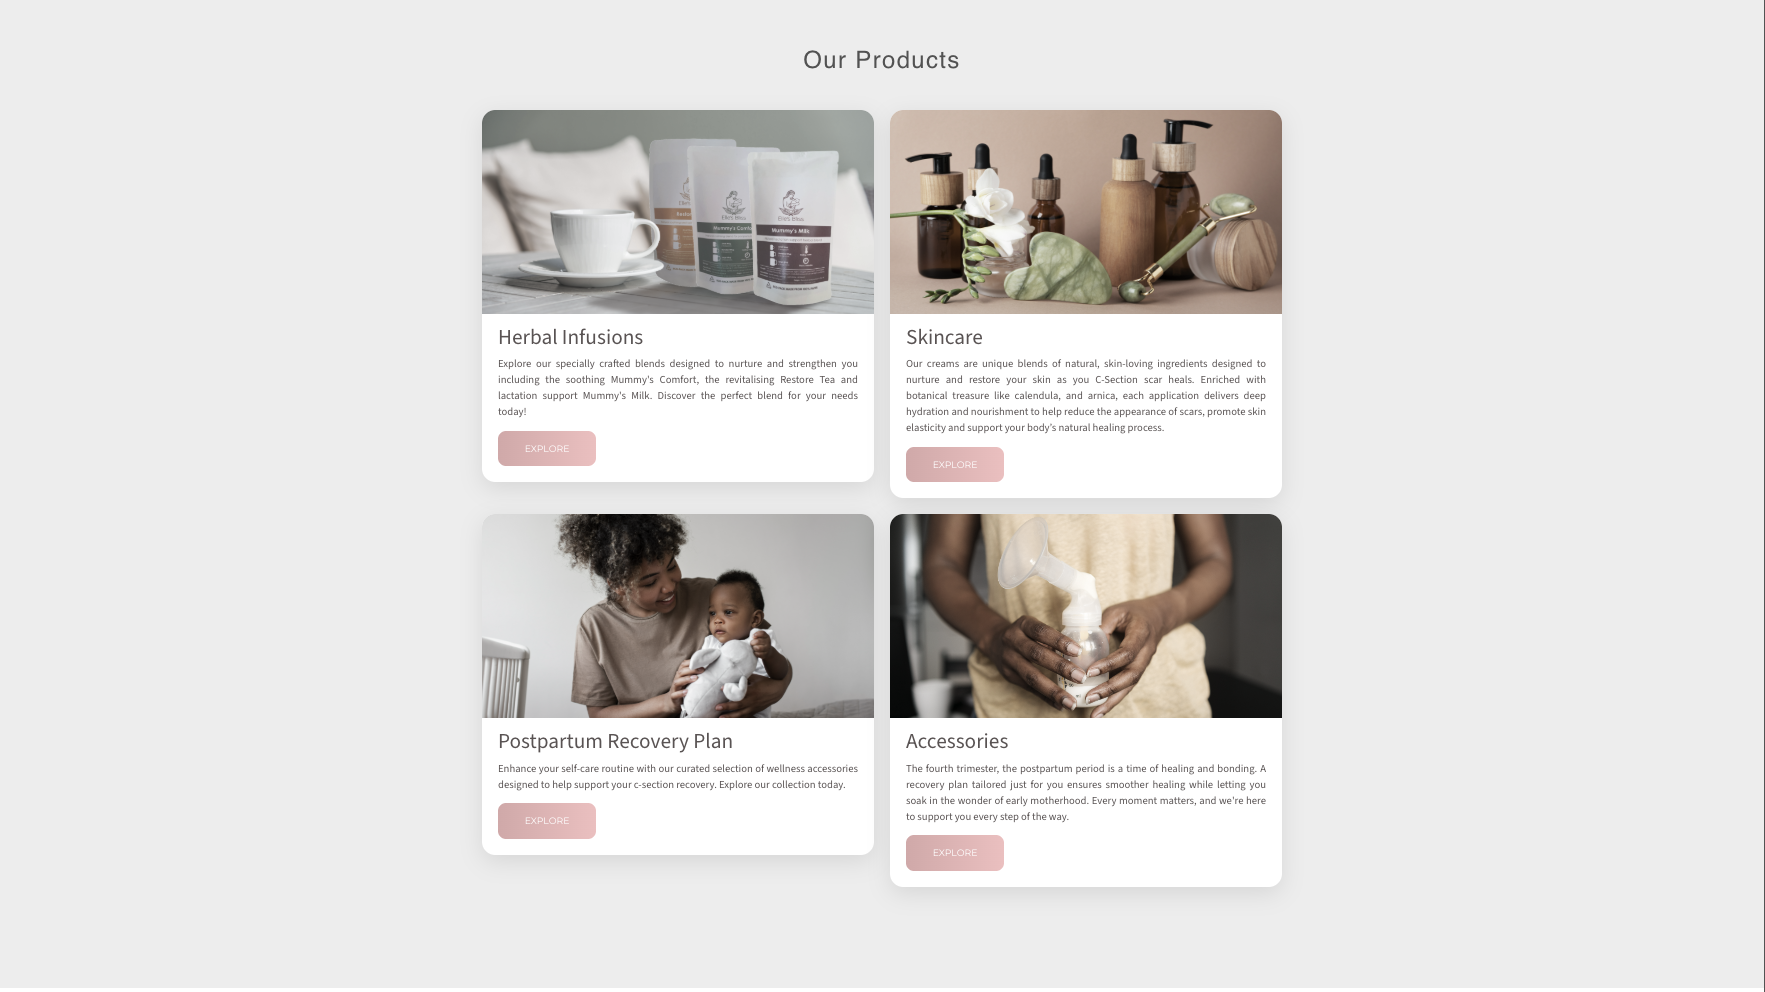 Our Products
Elle's Bliss
Elle's Bliss
Mummy's Milk
Herbal Infusions
Explore our specially crafted blends designed to nurture and strengthen you
including the soothing Mummy's Comfort, the revitalising Restore Tea and
lactation support Mummy's Milk. Discover the perfect blend for your needs
today!
EXPLORE
Skincare
Our creams are unique blends of natural, skin-loving ingredients designed to
nurture and restore your skin as you C-Section scar heals. Enriched with
botanical treasure like calendula, and arnica, each application delivers deep
hydration and nourishment to help reduce the appearance of scars, promote skin
elasticity and support your body's natural healing process.
EXPLORE
Postpartum Recovery Plan
Enhance your self-care routine with our curated selection of wellness accessories
designed to help support your c-section recovery. Explore our collection today.
EXPLORE
Accessories
The fourth trimester, the postpartum period is a time of healing and bonding. A
recovery plan tailored just for you ensures smoother healing while letting you
soak in the wonder of early motherhood. Every moment matters, and we're here
to support you every step of the way.
EXPLORE